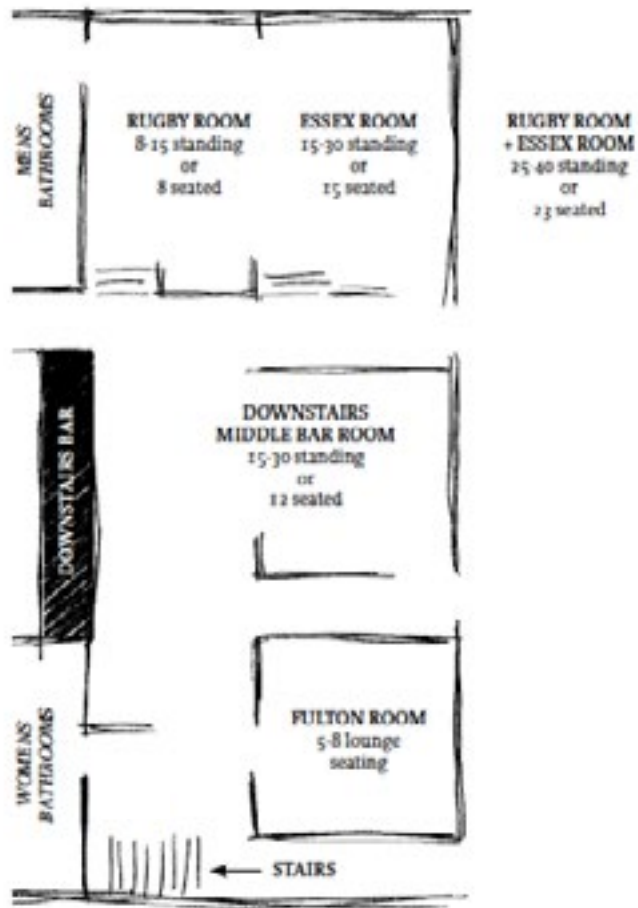 MENS
BATHROOMS
RUGBY ROOM
8-15 standing
or
8 seated
ESSEX ROOM
15-30 standing
or
15 seated
RUGBY ROOM
+ ESSEX ROOM
25-40 standing
or
23 seated
DOWNSTAIRS BAR
DOWNSTAIRS
MIDDLE BAR ROOM
15-30 standing
or
12 seated
WOMENS
BATHROOMS
FULTON ROOM
5-8 lounge
seating
STAIRS